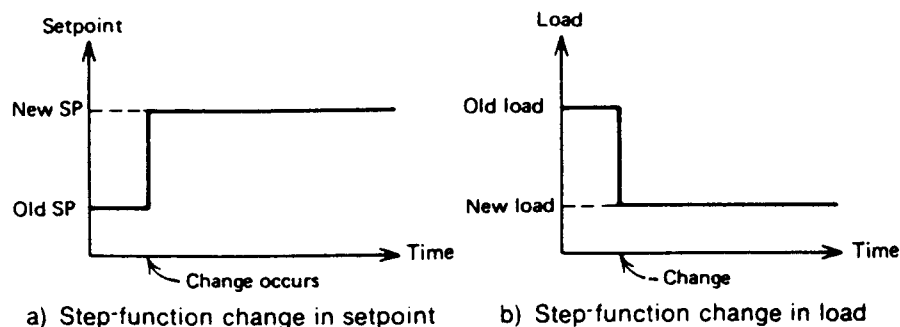 Setpoint
New SP
Old SP
Time
Change occurs
a) Step-function change in setpoint
Load
Old load
New load
Time
Change
b) Step-function change in load